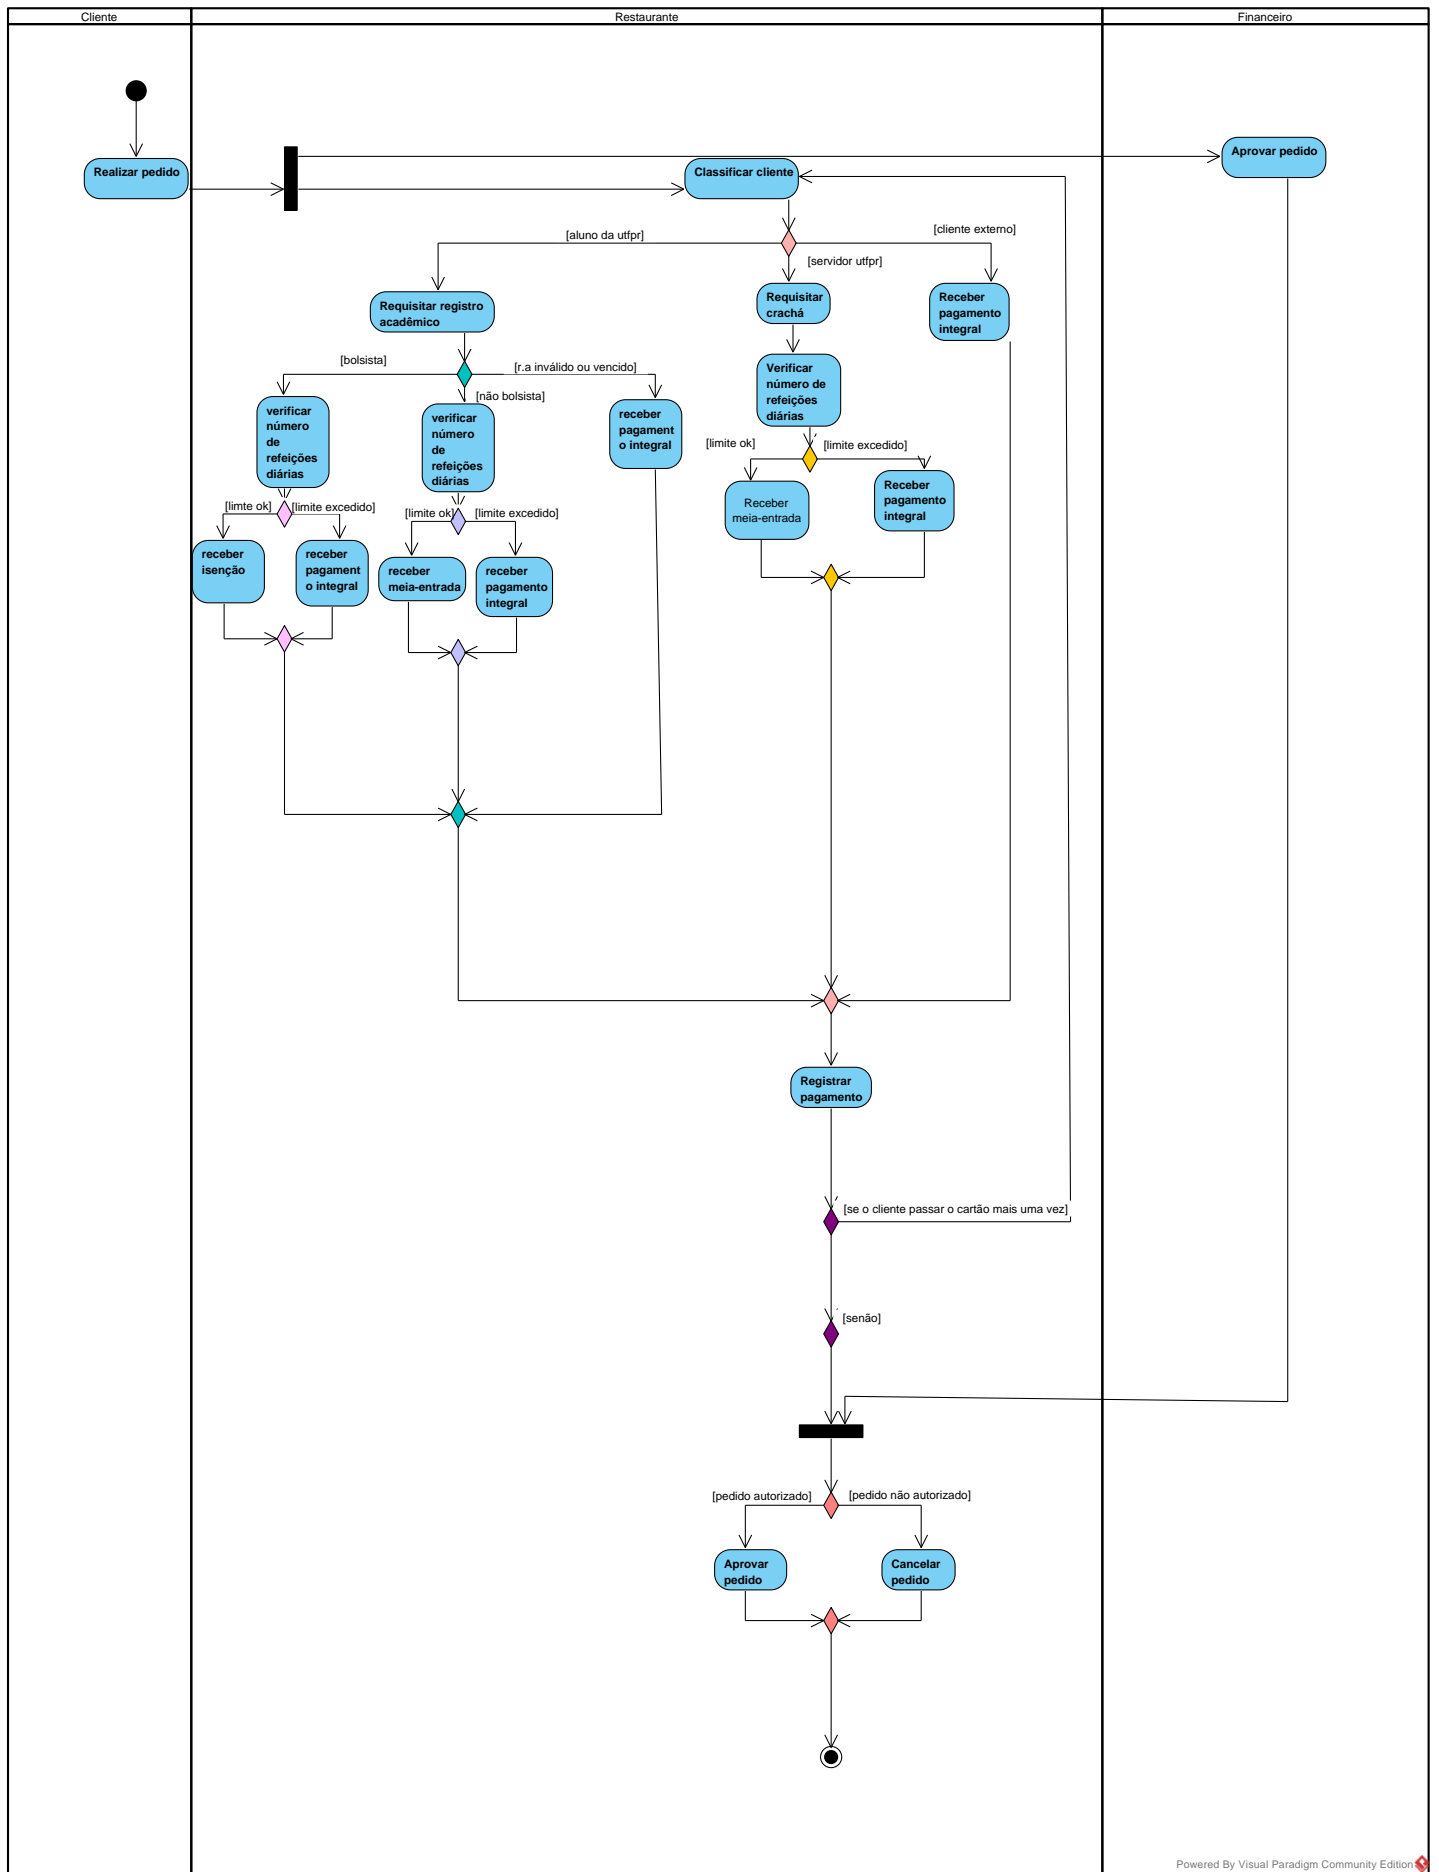 Cliente
Restaurante
Financeiro
Realizar pedido
Classificar cliente
Aprovar pedido
[aluno da utfpr]
[cliente externo]
[servidor utfpr]
Requisitar registro
acadêmico
Requisitar
crachá
Receber
pagamento
integral
[bolsista]
[r.a inválido ou vencido]
[não bolsista]
verificar
número
de
refeições
diárias
verificar
número
de
refeições
diárias
receber
pagament
o integral
Verificar
número de
refeições
diárias
[limite ok]
[limite excedido]
Receber
meia-entrada
Receber
pagamento
integral
[limte ok]
[limite excedido]
[limte ok]
[limite excedido]
receber
isenção
receber
pagament
o integral
receber
meia-entrada
receber
pagamento
integral
Registrar
pagamento
[se o cliente passar o cartão mais uma vez]
[senão]
[pedido autorizado]
[pedido não autorizado]
Aprovar
pedido
Cancelar
pedido
Powered By Visual Paradigm Community Edition